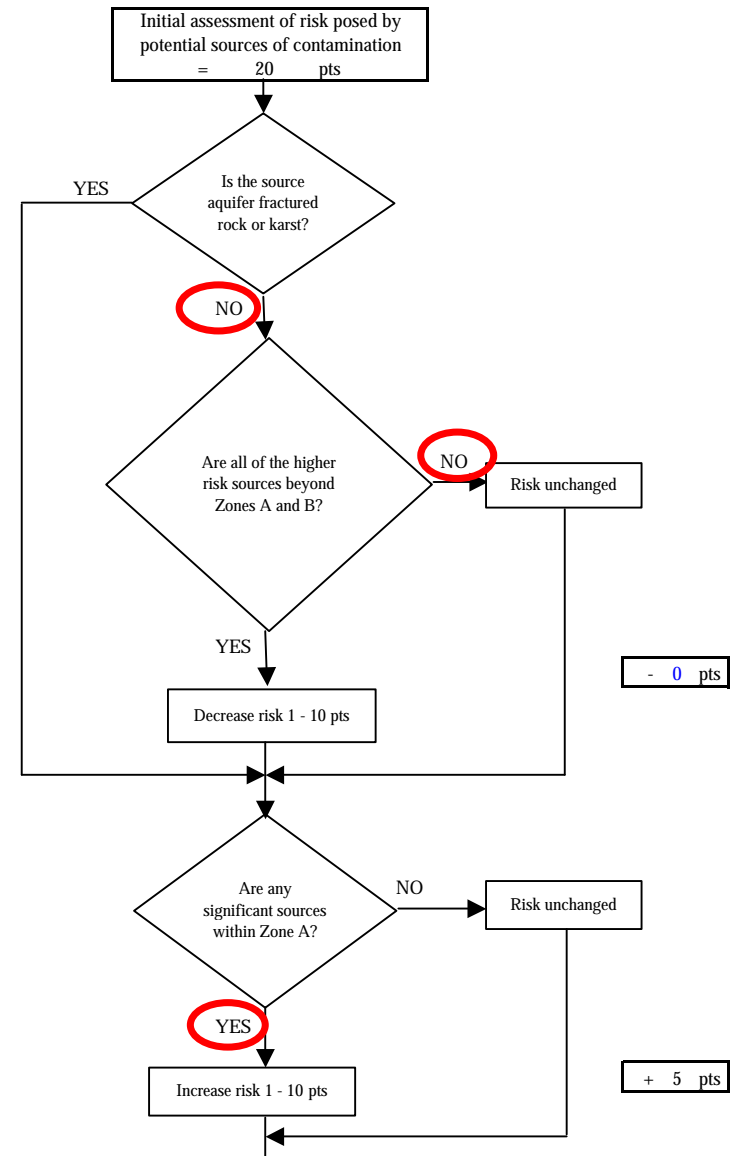 Initial assessment of risk posed by
potential sources of contamination
= 20 pts
Is the source
aquifer fractured
rock or karst?
YES
NO
Are all of the higher
risk sources beyond
Zones A and B?
NO
Risk unchanged
YES
- 0 pts
Decrease risk 1 - 10 pts
Are any
significant sources
within Zone A?
NO
Risk unchanged
YES
Increase risk 1 - 10 pts
+ 5 pts